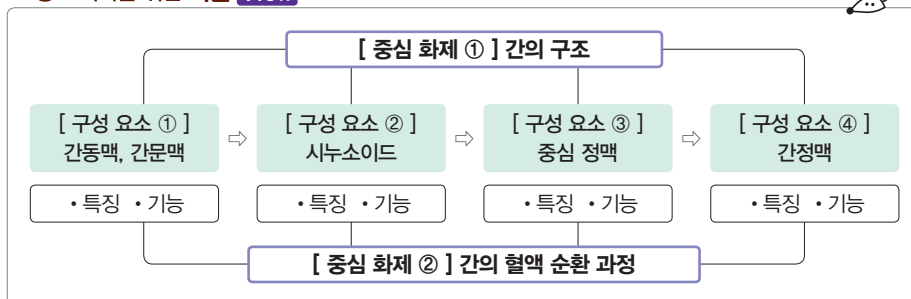 View
[ 중심 화제 ① ] 간의 구조
[ 구성 요소 ① ]
간동맥, 간문맥
⇨
[ 구성 요소 ② ]
시누소이드
⇨
[ 구성 요소 ③ ]
중심 정맥
⇨
[ 구성 요소 ④ ]
간정맥
• 특징 • 기능
• 특징 • 기능
• 특징 • 기능
• 특징 • 기능
[ 중심 화제 ② ] 간의 혈액 순환 과정